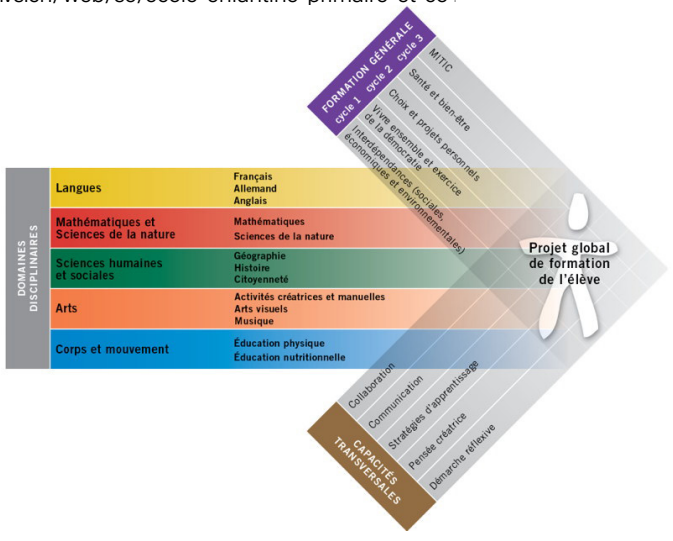 FORMATION GÉNÉRALE
cycle 1 cycle 2 cycle 3
MITIC
Santé et bien-être
Choix et projets personnels
Vivre ensemble et exercice
de la démocratie
Interdépendances (sociales,
économiques et environnementales)
DOMAINES
DISCIPLINAIRES
Langues
Français
Allemand
Anglais
Mathématiques et
Sciences de la nature
Mathématiques
Sciences de la nature
Sciences humaines
et sociales
Géographie
Histoire
Citoyenneté
Arts
Activités créatrices et manuelles
Arts visuels
Musique
Corps et mouvement
Éducation physique
Éducation nutritionnelle
Projet global
de formation
de l'élève
Collaboration
Communication
Stratégies d'apprentissage
Pensée créatrice
Démarche réflexive
CAPACITÉS
TRANSVERSALES